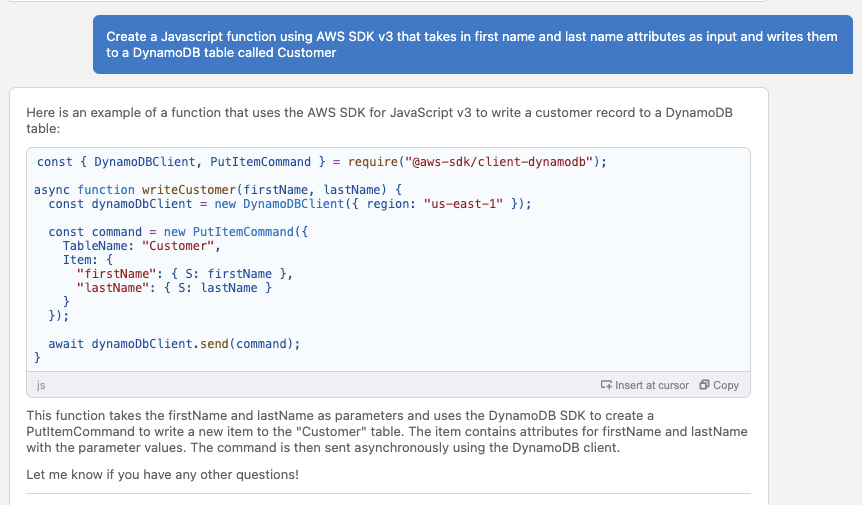 Create a Javascript function using AWS SDK v3 that takes in first name and last name attributes as input and writes them
to a DynamoDB table called Customer
Here is an example of a function that uses the AWS SDK for JavaScript v3 to write a customer record to a DynamoDB
table:
const { DynamoDBClient, PutItemCommand } = require("@aws-sdk/client-dynamodb");
async function writeCustomer(firstName, lastName) {
  const dynamoDbClient = new DynamoDBClient({ region: "us-east-1" });
  const command = new PutItemCommand({
    TableName: "Customer",
    Item: {
      "firstName": { S: firstName },
      "lastName": { S: lastName }
    }
  });
  await dynamoDbClient.send(command);
}
js Insert at cursor Copy
This function takes the firstName and lastName as parameters and uses the DynamoDB SDK to create a
PutItemCommand to write a new item to the "Customer" table. The item contains attributes for firstName and lastName
with the parameter values. The command is then sent asynchronously using the DynamoDB client.
Let me know if you have any other questions!